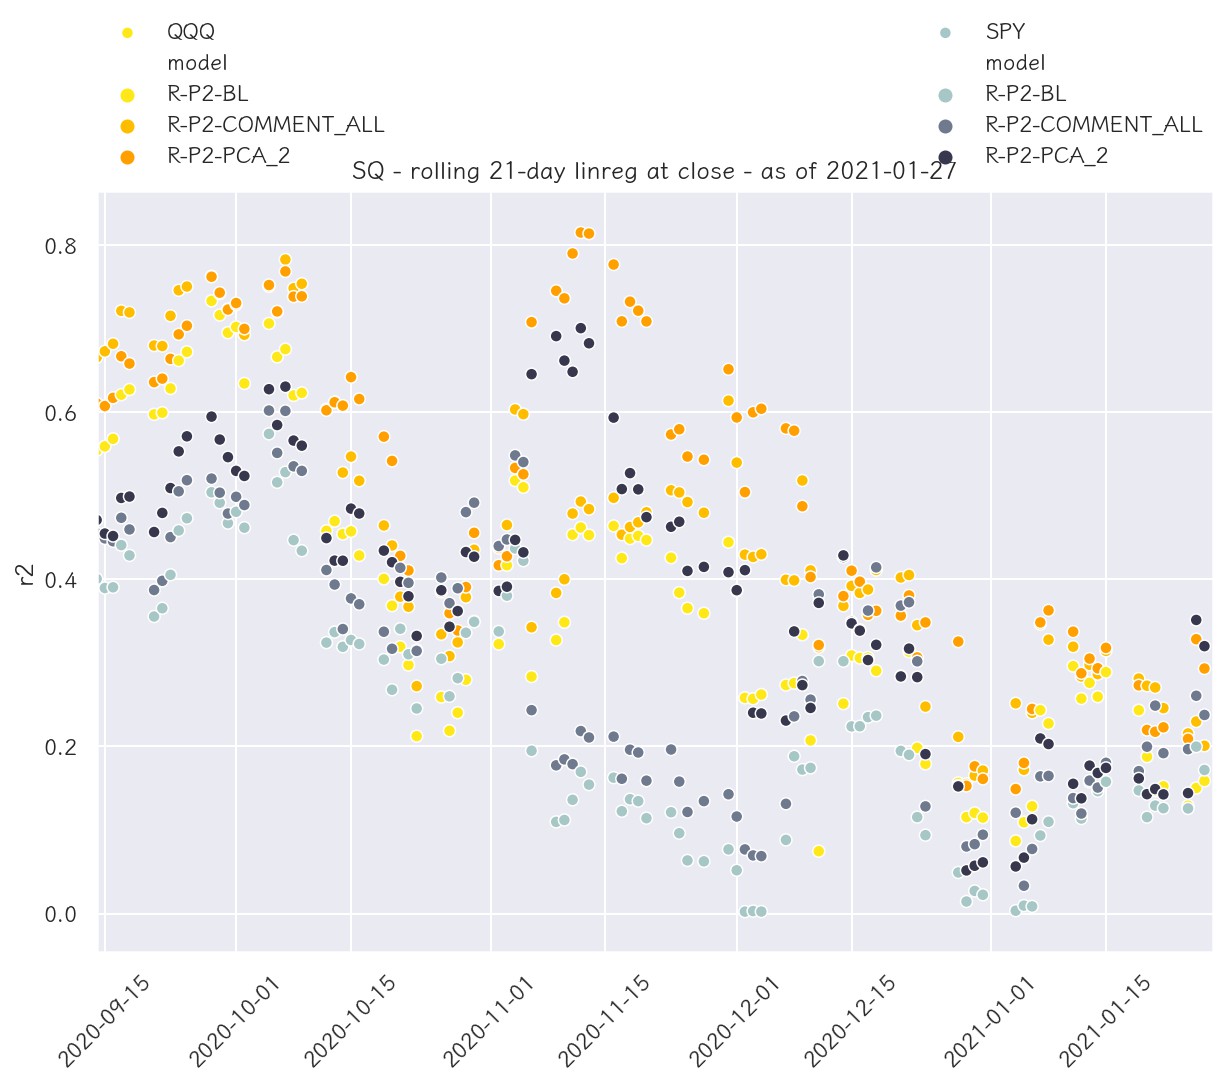 QQQ
model
R-P2-BL
R-P2-COMMENT_ALL
R-P2-PCA_2
SPY
model
R-P2-BL
R-P2-COMMENT_ALL
R-P2-PCA_2
SQ - rolling 21-day linreg at close - as of 2021-01-27
r2
0.8
0.6
0.4
0.2
0.0
2020-09-15
2020-10-01
2020-10-15
2020-11-01
2020-11-15
2020-12-01
2020-12-15
2021-01-01
2021-01-15